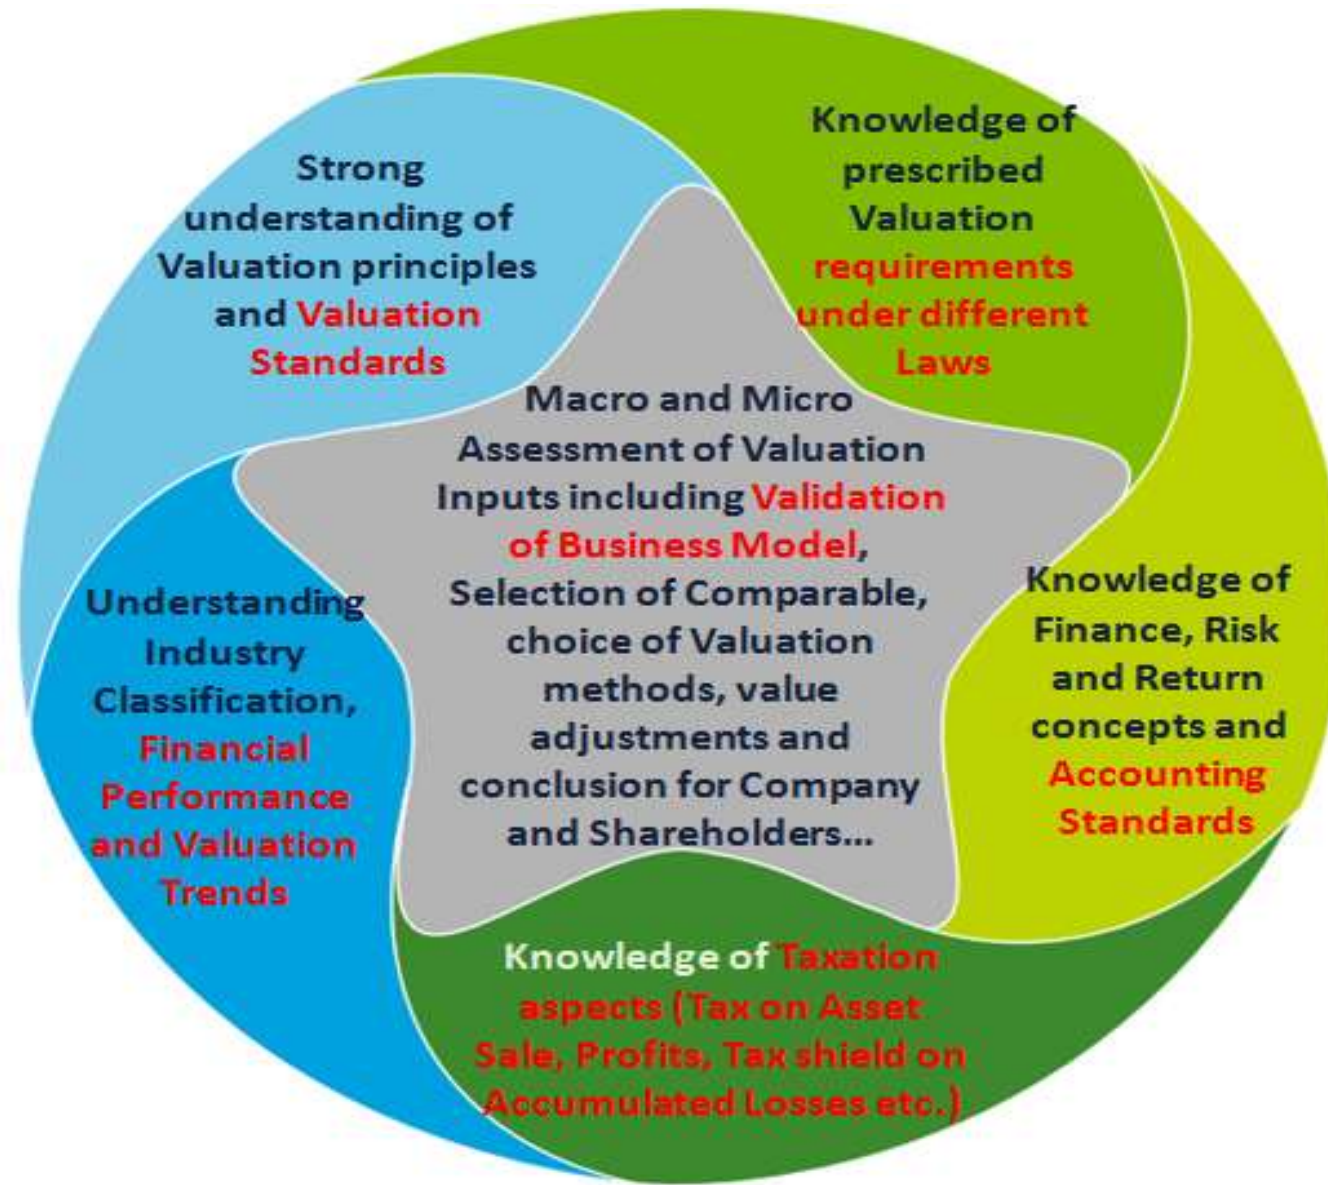 Strong
understanding of
Valuation principles
and Valuation
Standards
Knowledge of
prescribed
Valuation
requirements
under different
Laws
Macro and Micro
Assessment of Valuation
Inputs including Validation
of Business Model,
Selection of Comparable,
choice of Valuation
methods, value
adjustments and
conclusion for Company
and Shareholders...
Understanding
Industry
Classification,
Financial
Performance
and Valuation
Trends
Knowledge of
Finance, Risk
and Return
concepts and
Accounting
Standards
Knowledge of Taxation
aspects (Tax on Asset
Sale, Profits, Tax shield on
Accumulated Losses etc.)